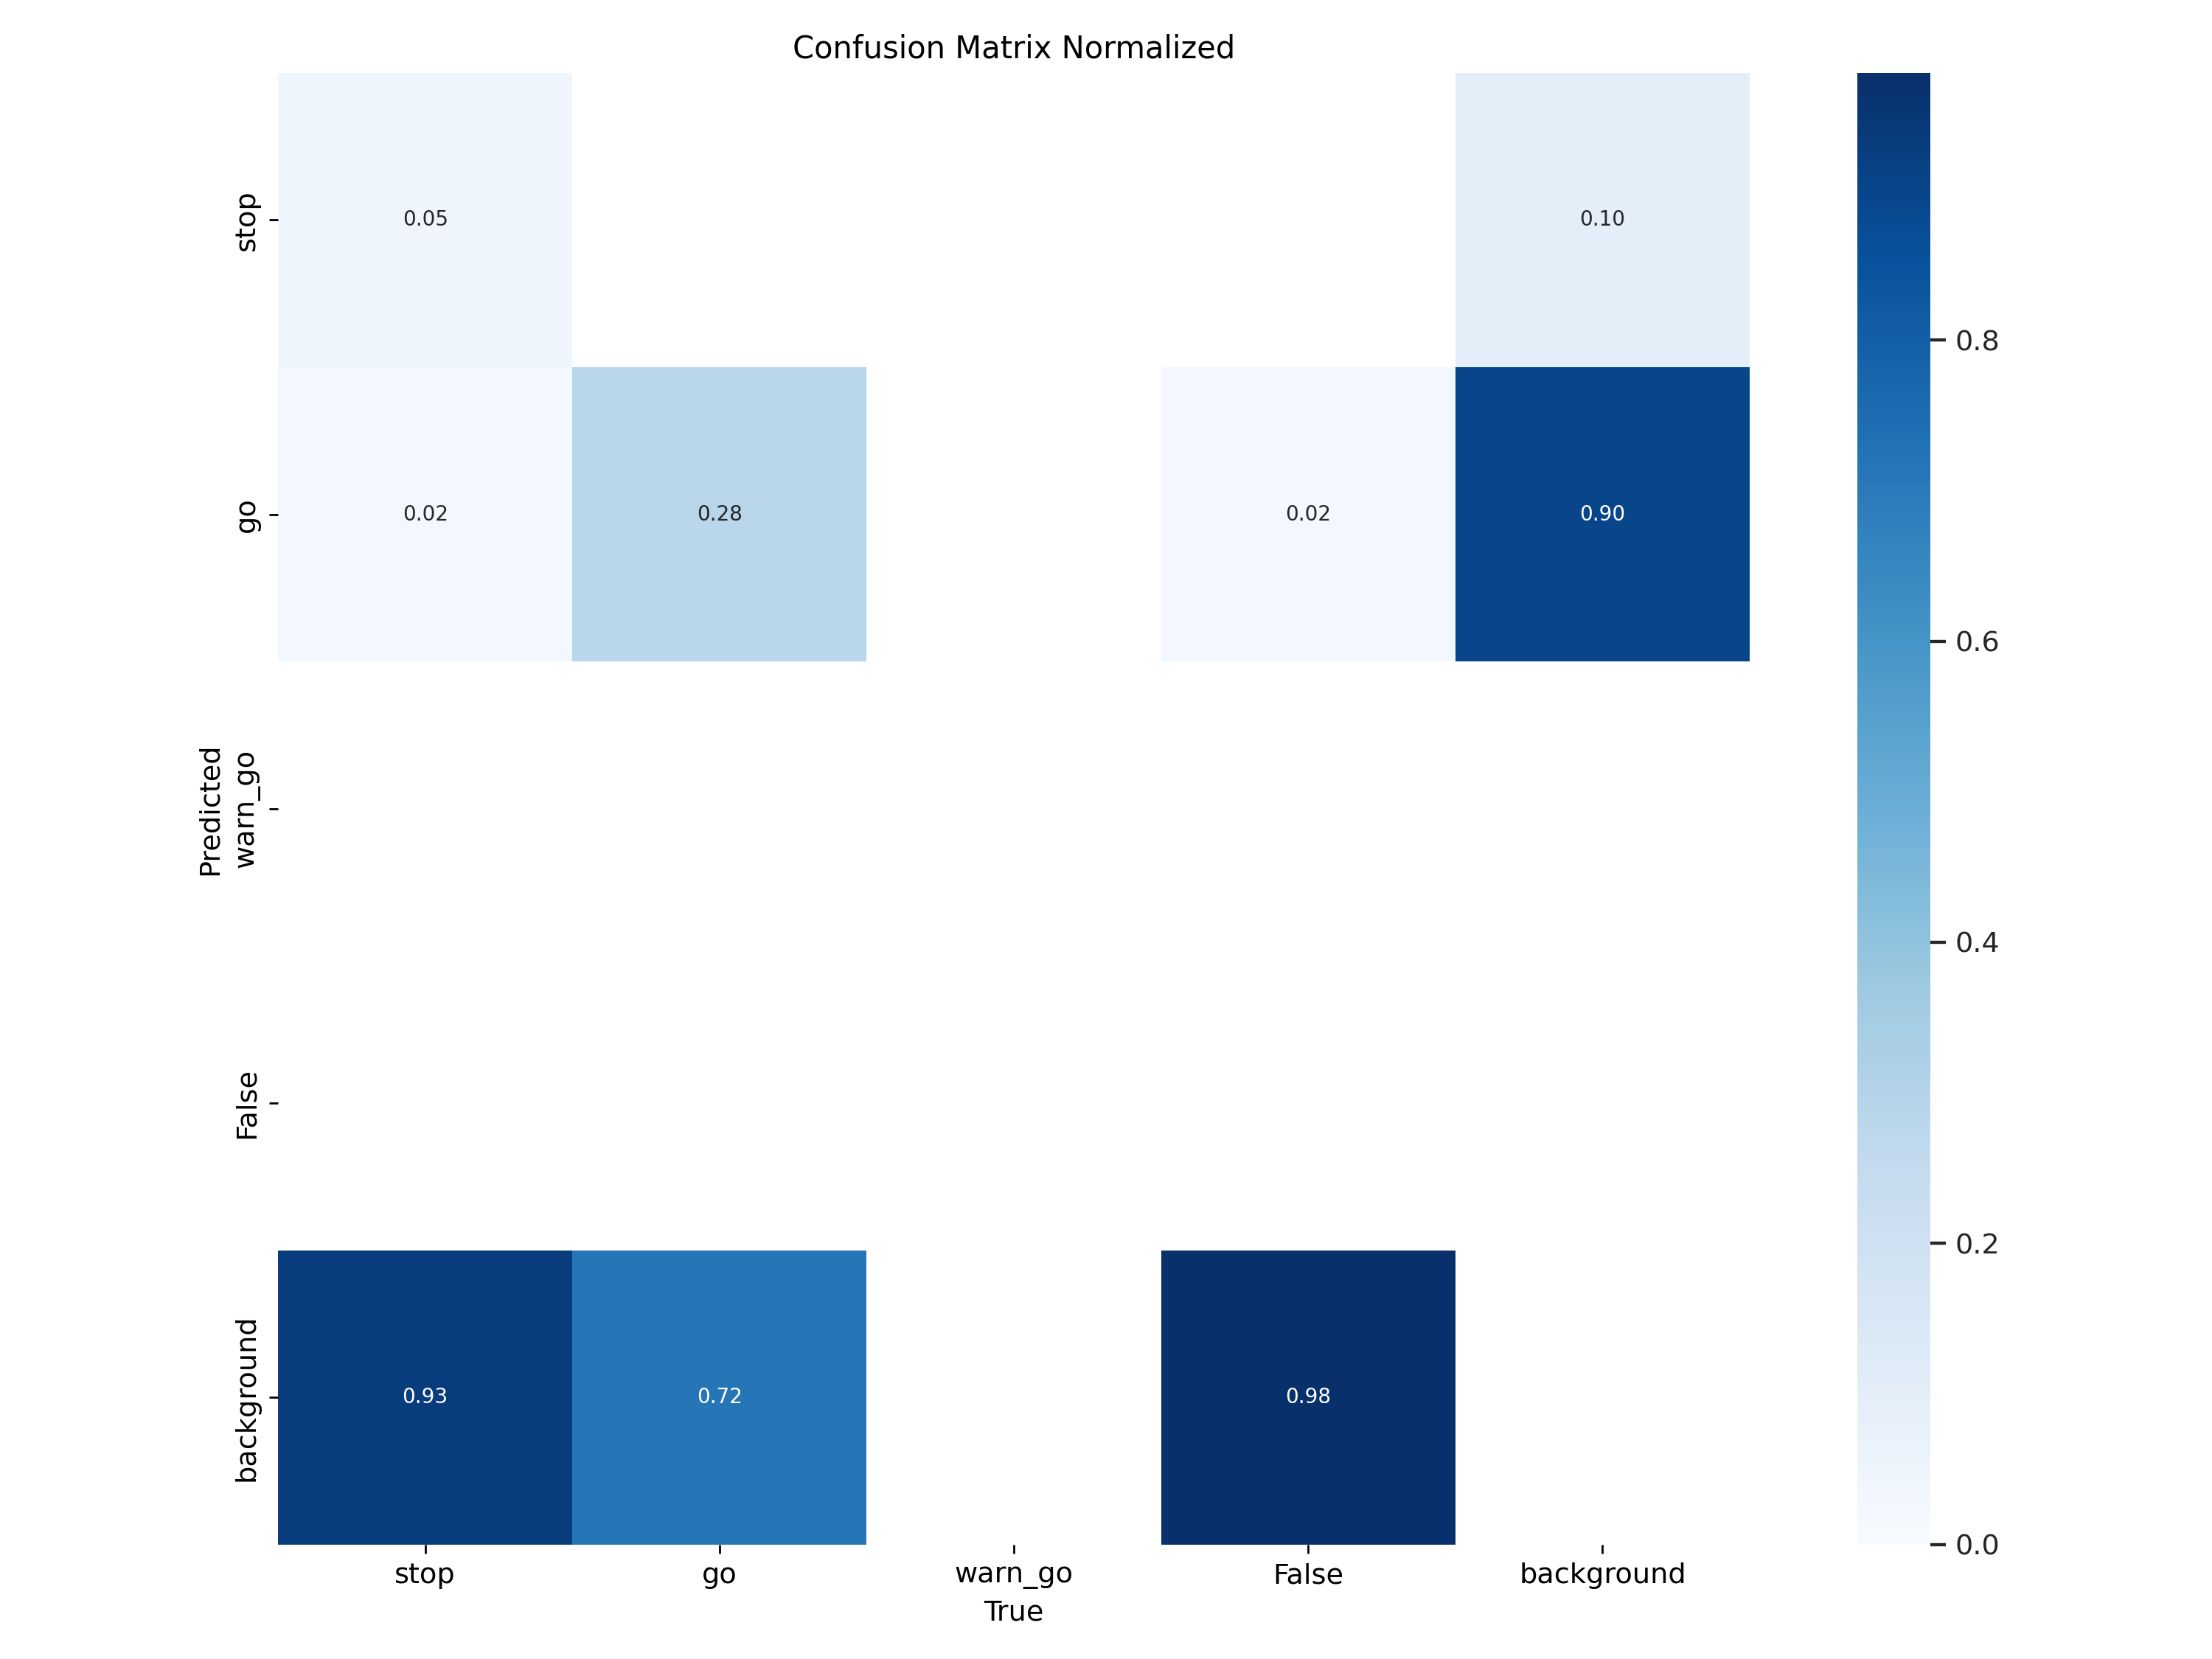 Confusion Matrix Normalized
stop
0.05
0.10
0.8
go
0.02
0.28
0.02
0.90
0.6
Predicted
warn_go
0.4
False
0.2
background
0.93
0.72
0.98
0.0
stop
go
warn_go
False
background
True